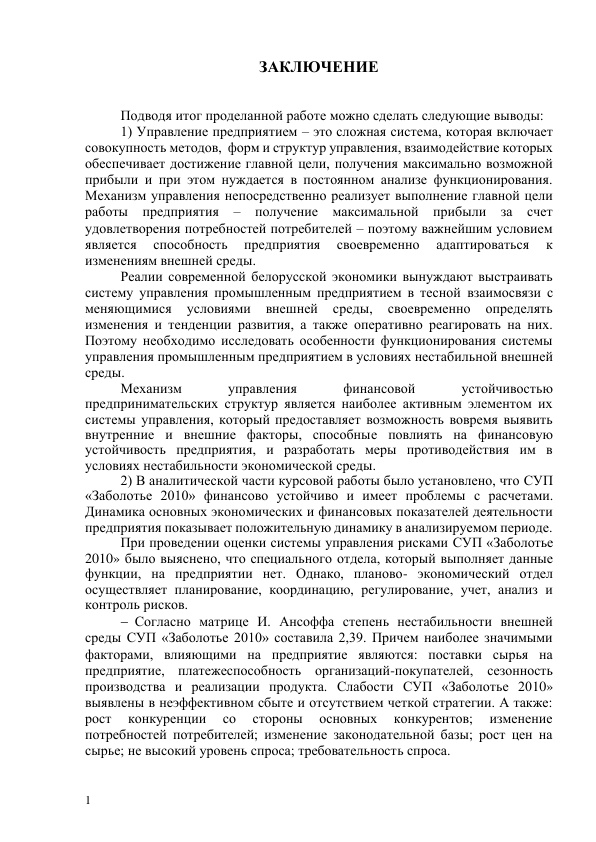 ЗАКЛЮЧЕНИЕ
Подводя итог проделанной работе можно сделать следующие выводы:
1) Управление предприятием – это сложная система, которая включает
совокупность методов,  форм и структур управления, взаимодействие которых
обеспечивает достижение главной цели, получения максимально возможной
прибыли и при этом нуждается в постоянном анализе функционирования.
Механизм управления непосредственно реализует выполнение главной цели
работы предприятия – получение максимальной прибыли за счет
удовлетворения потребностей потребителей – поэтому важнейшим условием
является способность предприятия своевременно адаптироваться к
изменениям внешней среды.
Реалии современной белорусской экономики вынуждают выстраивать
систему управления промышленным предприятием в тесной взаимосвязи с
меняющимися условиями внешней среды, своевременно определять
изменения и тенденции развития, а также оперативно реагировать на них.
Поэтому необходимо исследовать особенности функционирования системы
управления промышленным предприятием в условиях нестабильной внешней
среды.
Механизм управления финансовой устойчивостью
предпринимательских структур является наиболее активным элементом их
системы управления, который предоставляет возможность вовремя выявить
внутренние и внешние факторы, способные повлиять на финансовую
устойчивость предприятия, и разработать меры противодействия им в
условиях нестабильности экономической среды.
2) В аналитической части курсовой работы было установлено, что СУП
«Заболотье 2010» финансово устойчиво и имеет проблемы с расчетами.
Динамика основных экономических и финансовых показателей деятельности
предприятия показывает положительную динамику в анализируемом периоде.
При проведении оценки системы управления рисками СУП «Заболотье
2010» было выяснено, что специального отдела, который выполняет данные
функции, на предприятии нет. Однако, планово- экономический отдел
осуществляет планирование, координацию, регулирование, учет, анализ и
контроль рисков.
– Согласно матрице И. Ансоффа степень нестабильности внешней
среды СУП «Заболотье 2010» составила 2,39. Причем наиболее значимыми
факторами, влияющими на предприятие являются: поставки сырья на
предприятие, платежеспособность организаций-покупателей, сезонность
производства и реализации продукта. Слабости СУП «Заболотье 2010»
выявлены в неэффективном сбыте и отсутствием четкой стратегии. А также:
рост конкуренции со стороны основных конкурентов; изменение
потребностей потребителей; изменение законодательной базы; рост цен на
сырье; не высокий уровень спроса; требовательность спроса.
1